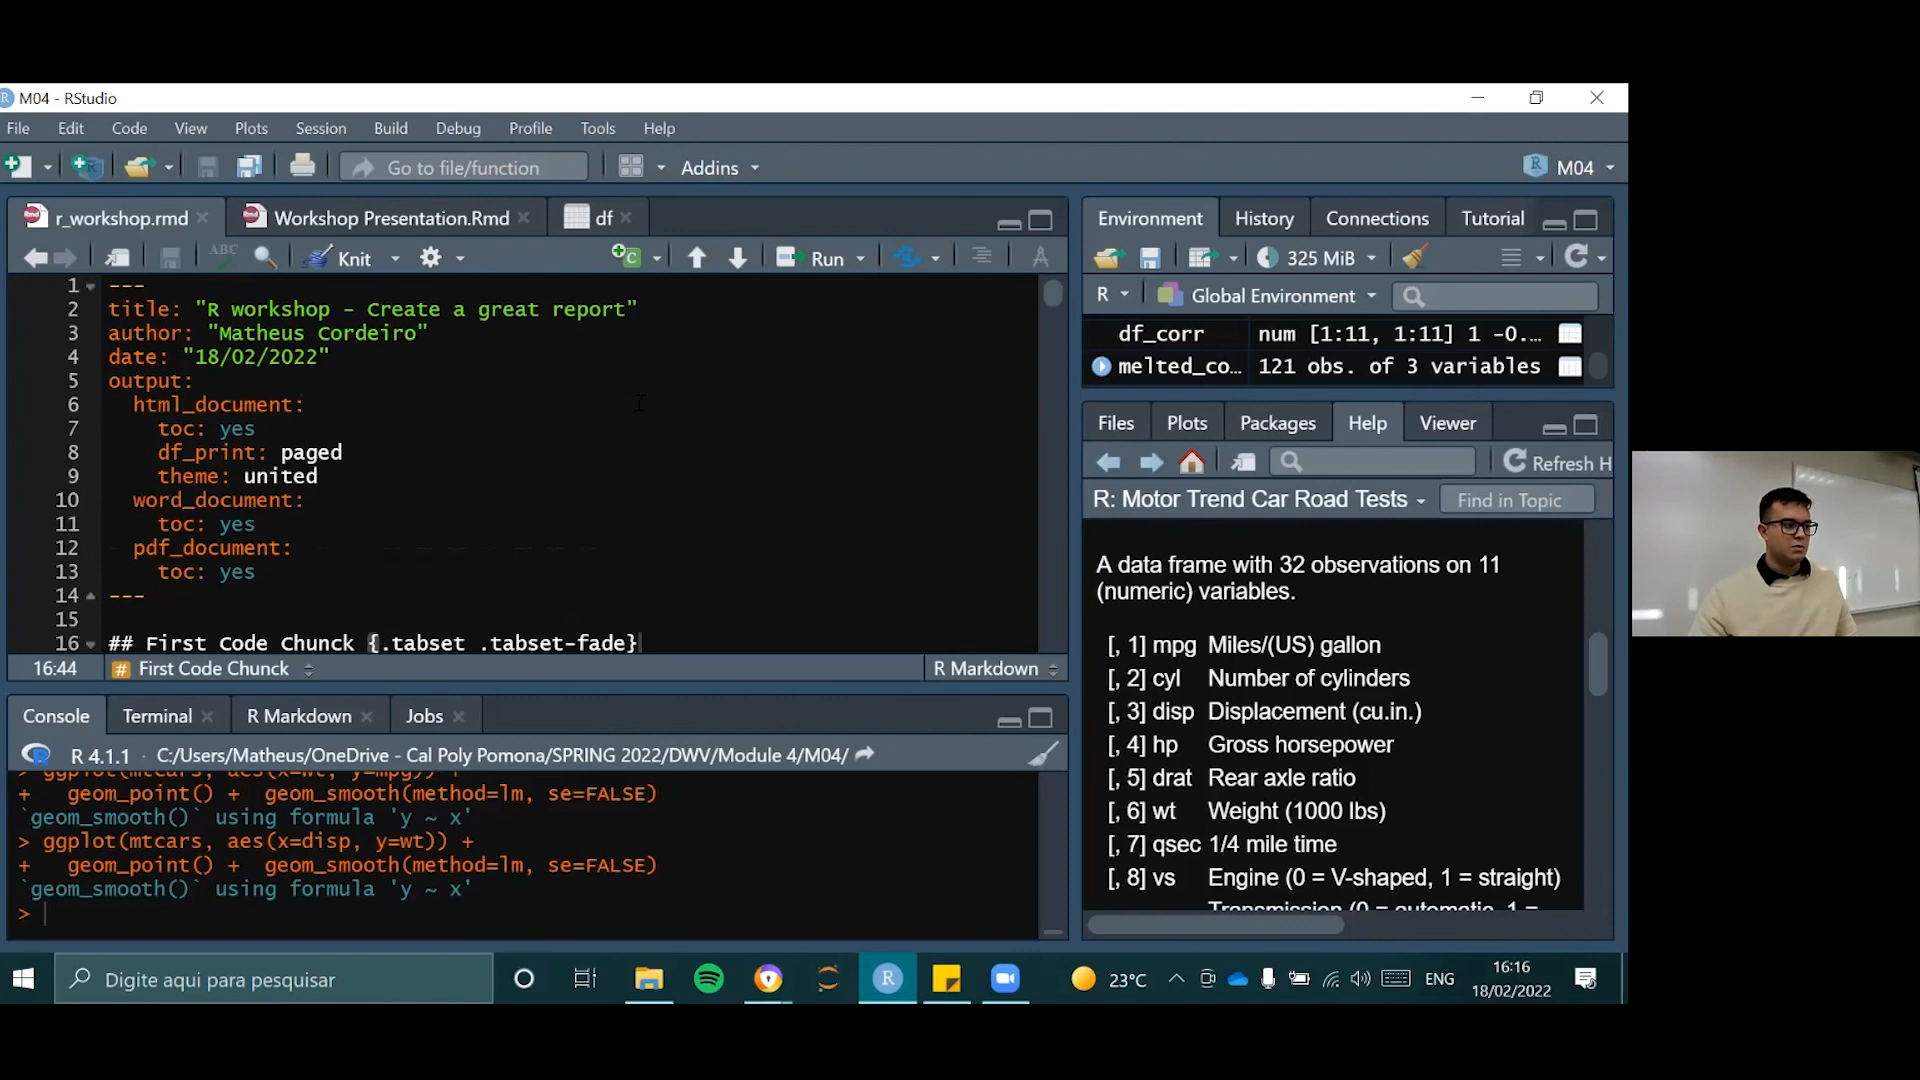 M04 - RStudio
File Edit Code View Plots Session Build Debug Profile Tools Help
Go to file/function Addins M04
r_workshop.rmd Workshop Presentation.Rmd df
ABC Knit Run
1 ---
2 title: "R workshop - Create a great report"
3 author: "Matheus Cordeiro"
4 date: "18/02/2022"
5 output:
6 html_document:
7 toc: yes
8 df_print: paged
9 theme: united
10 word_document:
11 toc: yes
12 pdf_document:
13 toc: yes
14 ---
15
16 ## First Code Chunck {.tabset .tabset-fade}
16:44 # First Code Chunck R Markdown
Console Terminal R Markdown Jobs
R 4.1.1 · C:/Users/Matheus/OneDrive - Cal Poly Pomona/SPRING 2022/DWV/Module 4/M04/
> ggplot(mtcars, aes(x=wt, y=mpg)) +
+ geom_point() + geom_smooth(method=lm, se=FALSE)
`geom_smooth()` using formula 'y ~ x'
> ggplot(mtcars, aes(x=disp, y=wt)) +
+ geom_point() + geom_smooth(method=lm, se=FALSE)
`geom_smooth()` using formula 'y ~ x'
>
Environment History Connections Tutorial
325 MiB
R Global Environment
df_corr num [1:11, 1:11] 1 -0.…
melted_co… 121 obs. of 3 variables
Files Plots Packages Help Viewer
Refresh H
R: Motor Trend Car Road Tests Find in Topic
A data frame with 32 observations on 11
(numeric) variables.
[, 1] mpg Miles/(US) gallon
[, 2] cyl Number of cylinders
[, 3] disp Displacement (cu.in.)
[, 4] hp Gross horsepower
[, 5] drat Rear axle ratio
[, 6] wt Weight (1000 lbs)
[, 7] qsec 1/4 mile time
[, 8] vs Engine (0 = V-shaped, 1 = straight)
Transmission (0 = automatic, 1 =
Digite aqui para pesquisar
23°C ENG 16:16
18/02/2022